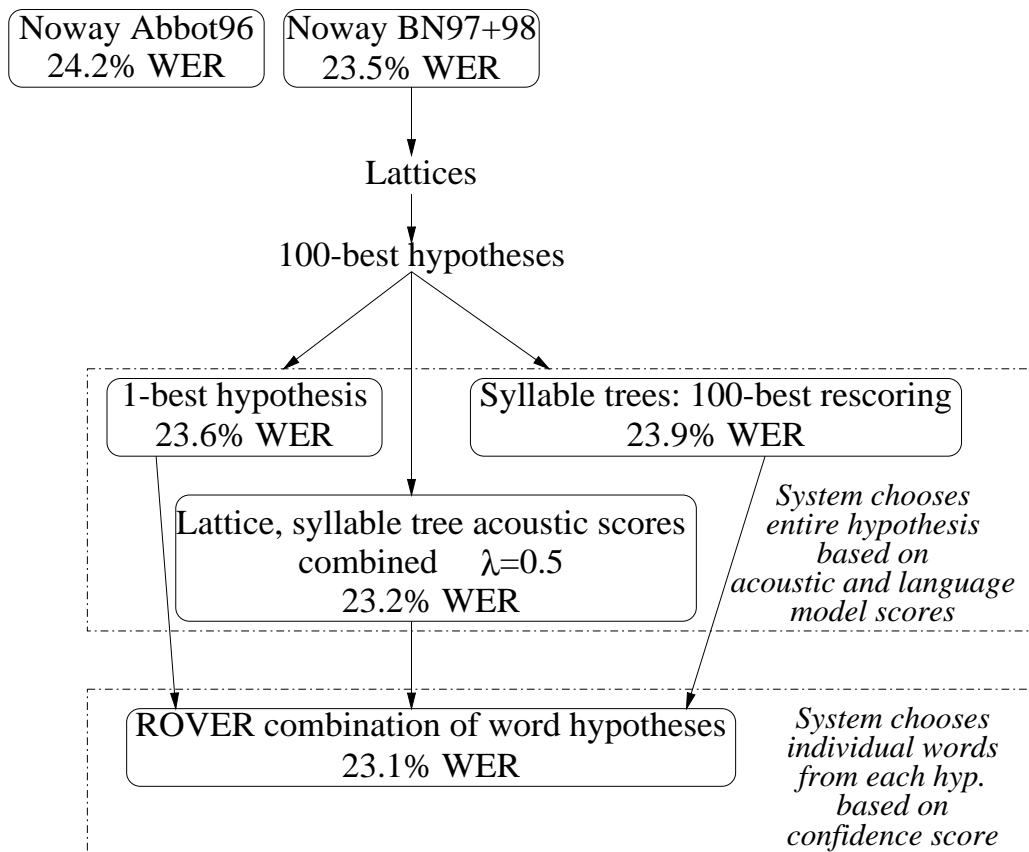 Noway Abbot96
24.2% WER
Noway BN97+98
23.5% WER
Lattices
100-best hypotheses
1-best hypothesis
23.6% WER
Syllable trees: 100-best rescoring
23.9% WER
Lattice, syllable tree acoustic scores
combined λ=0.5
23.2% WER
System chooses
entire hypothesis
based on
acoustic and language
model scores
ROVER combination of word hypotheses
23.1% WER
System chooses
individual words
from each hyp.
based on
confidence score